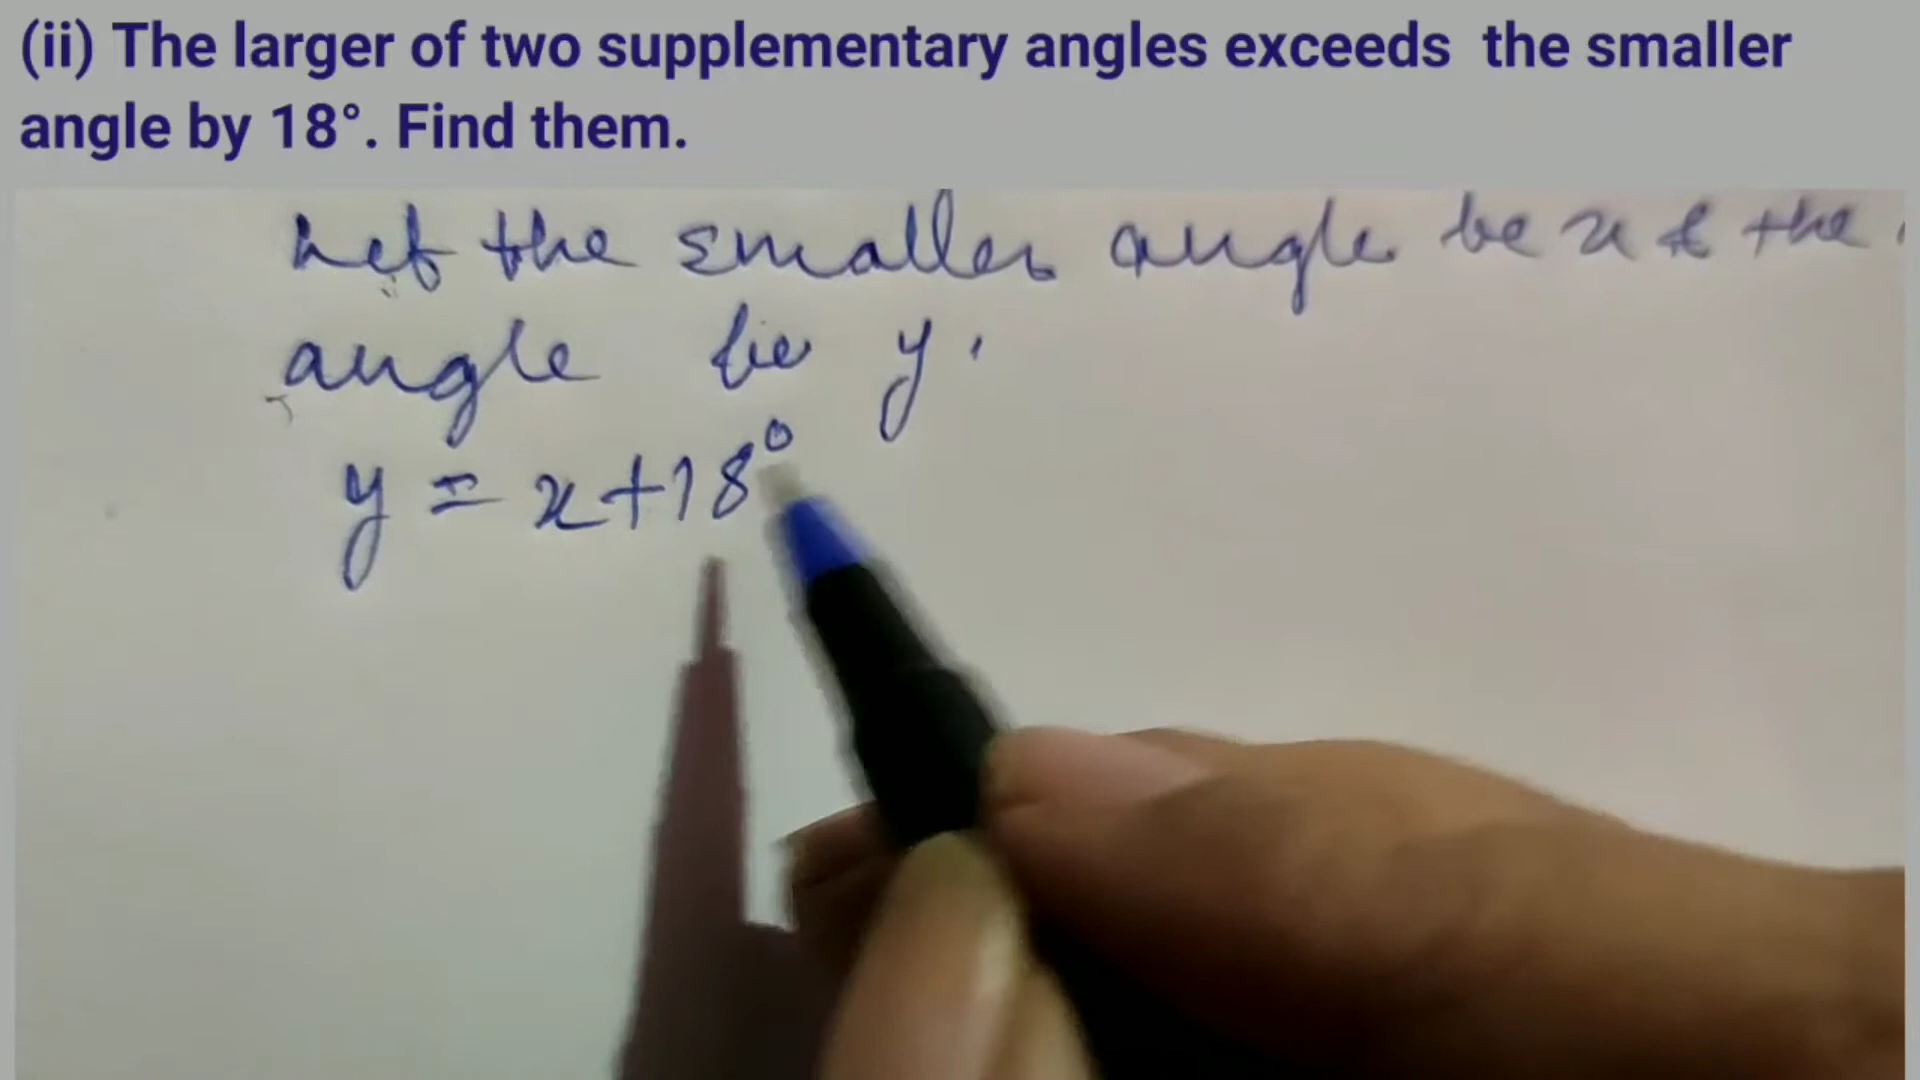 (ii) The larger of two supplementary angles exceeds the smaller
angle by 18°. Find them.
Let the smaller angle be x & the
angle be y.
y = x+18°